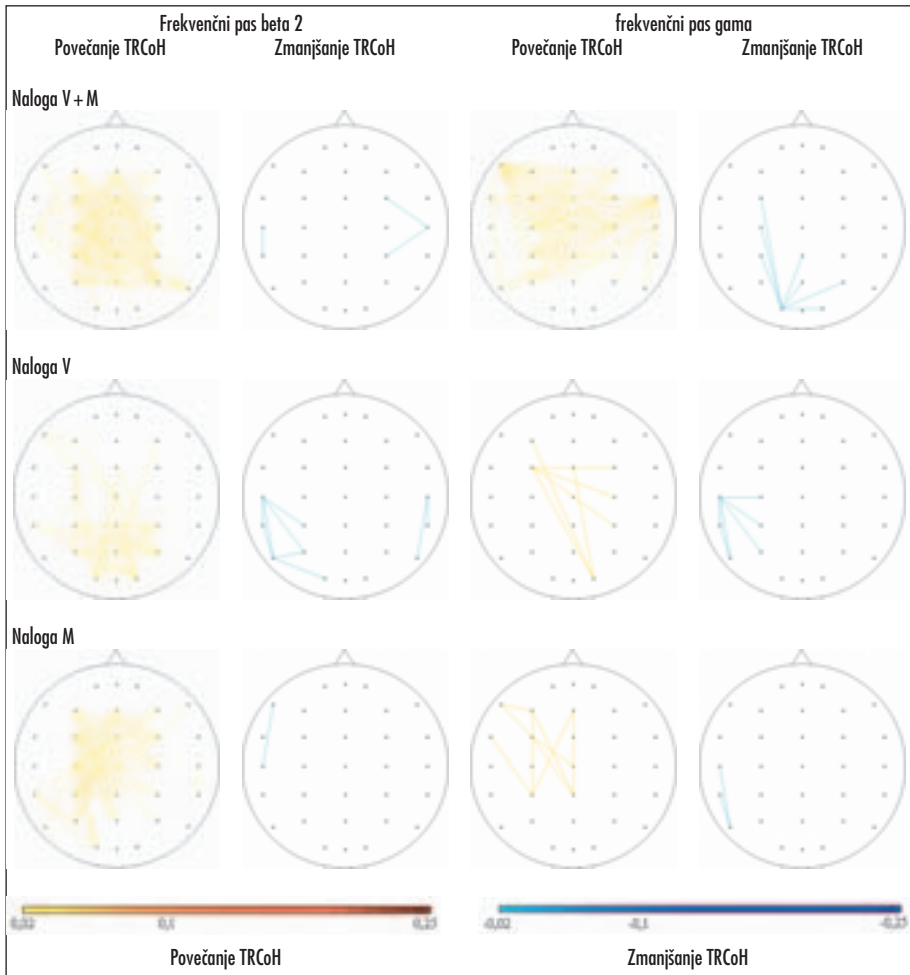 Frekvenčni pas beta 2 frekvenčni pas gama
Povečanje TRCoH Zmanjšanje TRCoH Povečanje TRCoH Zmanjšanje TRCoH
Naloga V + M
Naloga V
Naloga M
0,02 0,1 0,25 -0,02 -0,1 -0,25
Povečanje TRCoH Zmanjšanje TRCoH